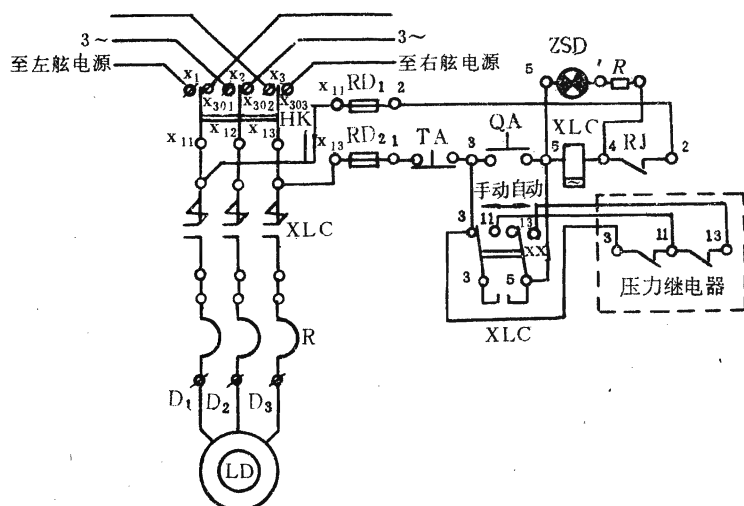 3~ 3~
至左舷电源 x₁ x₂ x₃ 至右舷电源
x₃₀₁ x₃₀₂ x₃₀₃
HK
x₁₁ x₁₂ x₁₃
x₁₁ RD₁ 2
x₁₃ RD₂ 1 TA 3 QA 5 XLC 4 RJ 2
5 ZSD R
手动自动
3 11 13
xx
3 5
XLC
3 11 13
压力继电器
XLC
R
D₁ D₂ D₃
LD